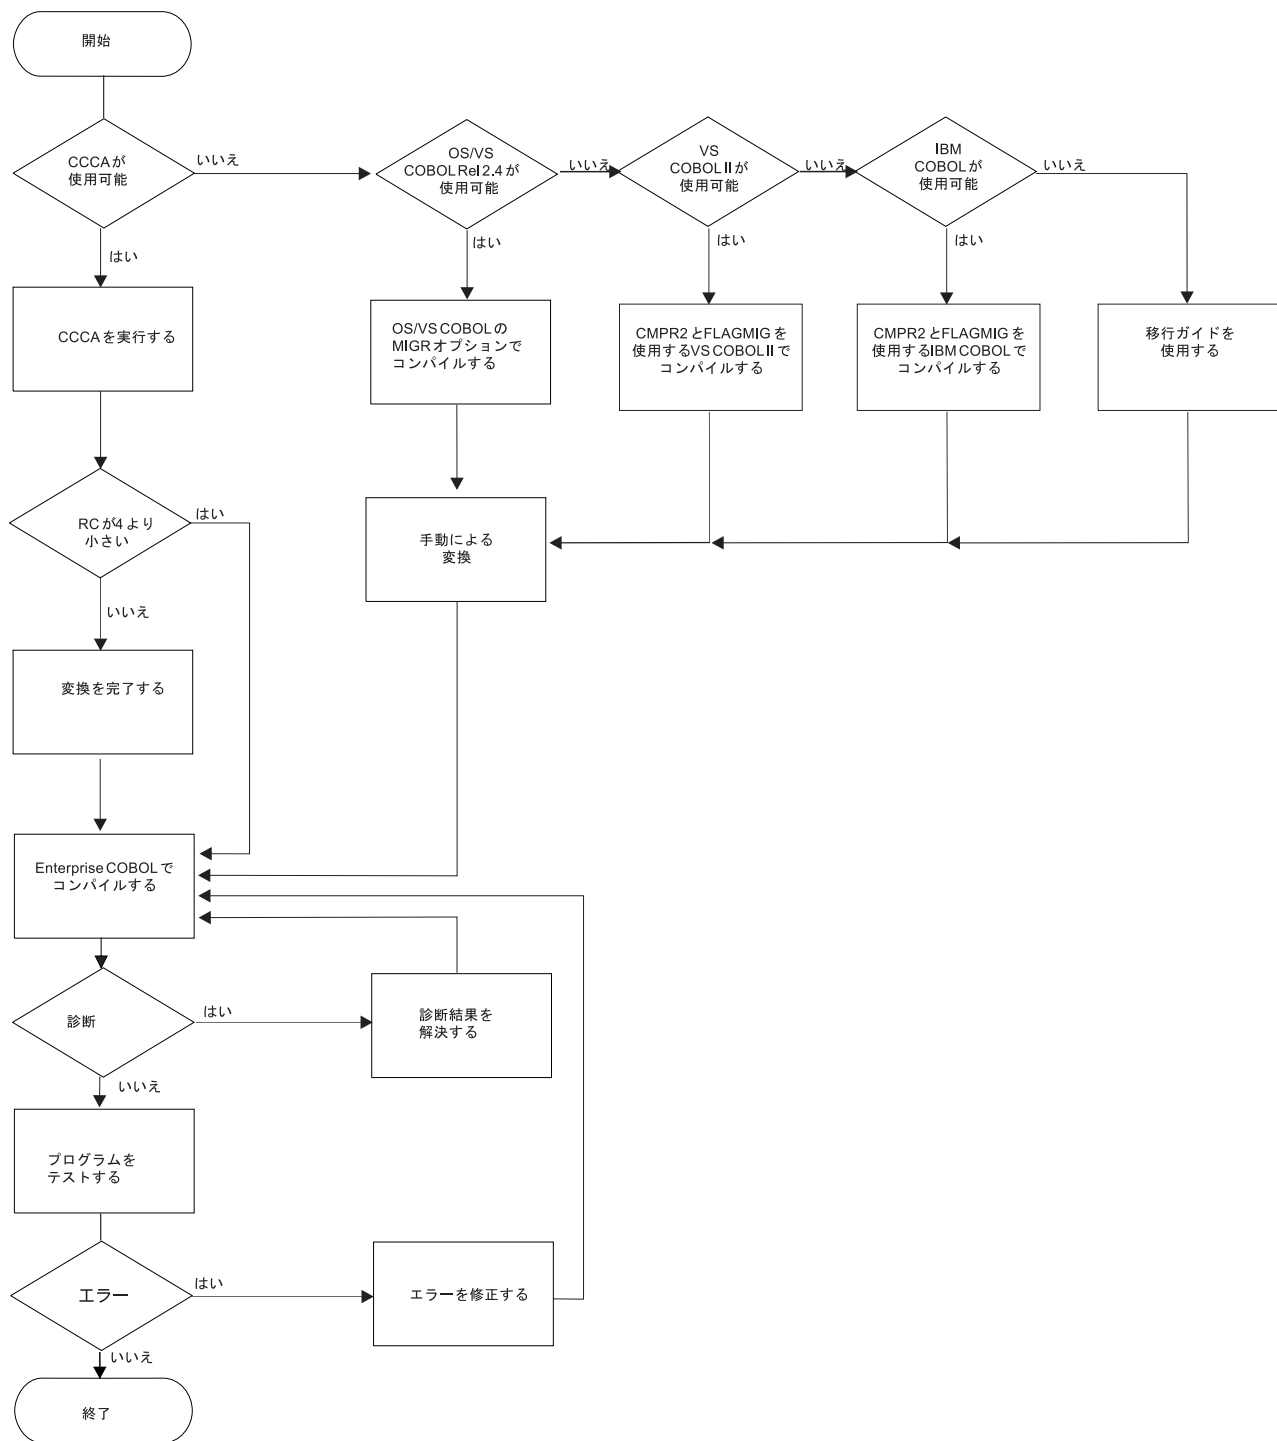 開始
CCCAが
使用可能
いいえ
OS/VS
COBOL Rel 2.4が
使用可能
いいえ
VS
COBOL IIが
使用可能
いいえ
IBM
COBOLが
使用可能
いいえ
はい
はい
はい
はい
CCCAを実行する
OS/VS COBOLの
MIGRオプションで
コンパイルする
CMPR2とFLAGMIGを
使用するVS COBOL IIで
コンパイルする
CMPR2とFLAGMIGを
使用するIBM COBOLで
コンパイルする
移行ガイドを
使用する
RCが4より
小さい
はい
手動による
変換
いいえ
変換を完了する
Enterprise COBOLで
コンパイルする
診断
はい
診断結果を
解決する
いいえ
プログラムを
テストする
エラー
はい
エラーを修正する
いいえ
終了